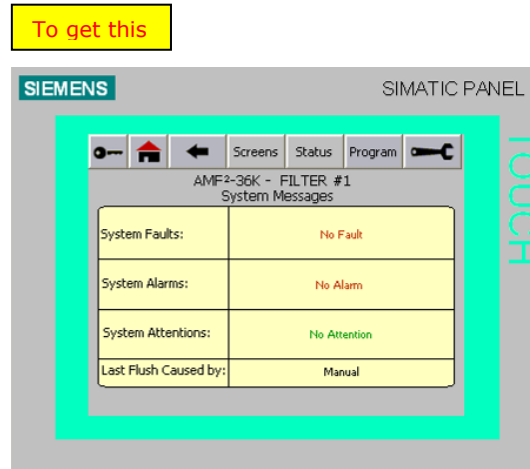 To get this
SIEMENS
SIMATIC PANEL
TOUCH
Screens Status Program
AMF²-36K - FILTER #1
System Messages
System Faults: No Fault
System Alarms: No Alarm
System Attentions: No Attention
Last Flush Caused by: Manual